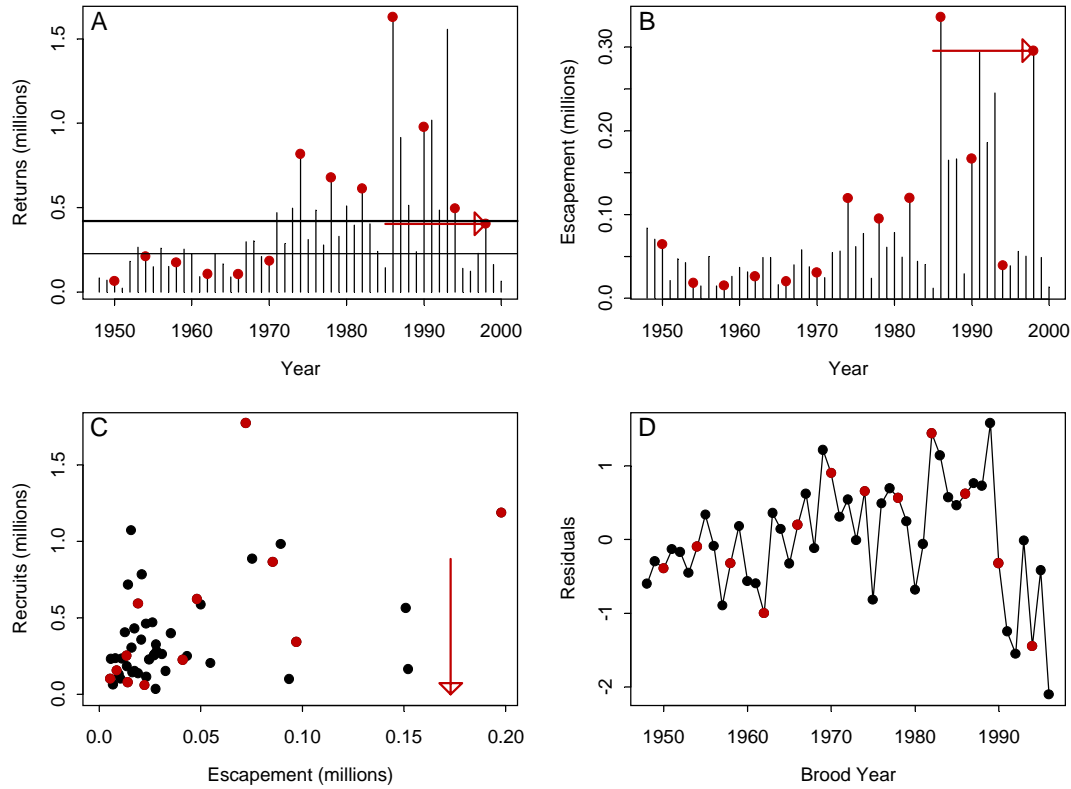 A
Returns (millions)
0.0 0.5 1.0 1.5
1950 1960 1970 1980 1990 2000
Year
B
Escapement (millions)
0.0 0.10 0.20 0.30
1950 1960 1970 1980 1990 2000
Year
C
Recruits (millions)
0.0 0.5 1.0 1.5
0.0 0.05 0.10 0.15 0.20
Escapement (millions)
D
Residuals
-2 -1 0 1
1950 1960 1970 1980 1990
Brood Year